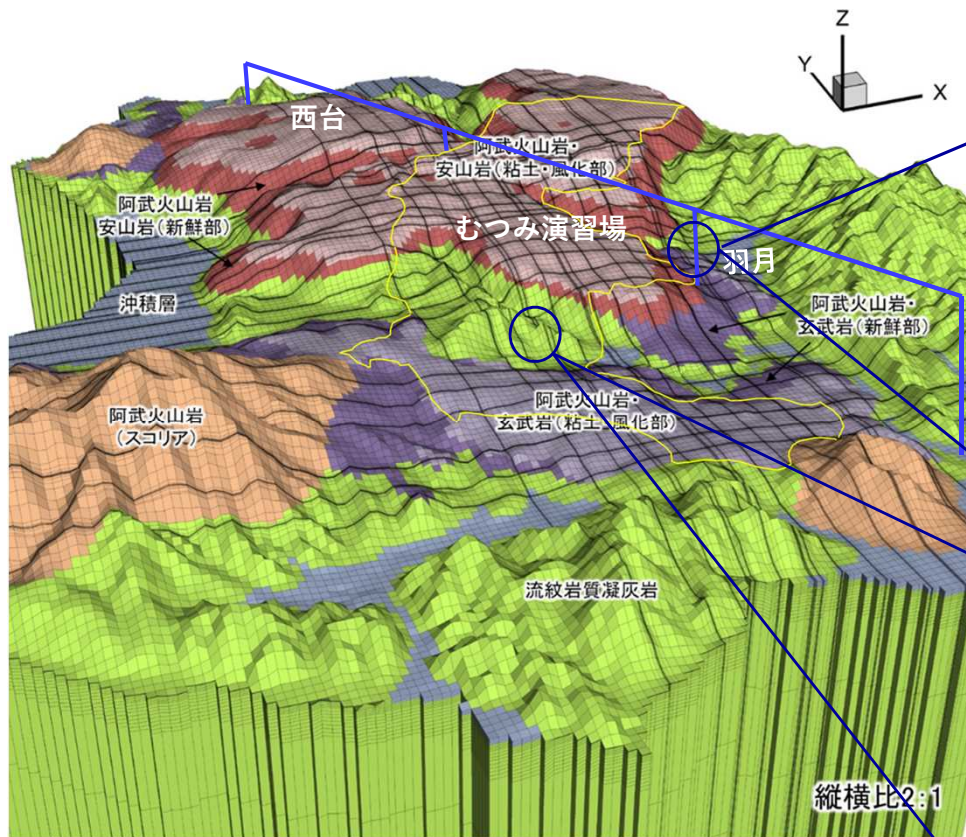 Z
Y
X
西台
阿武火山岩・
安山岩(粘土・風化部)
阿武火山岩
安山岩(新鮮部)
むつみ演習場
羽月
沖積層
阿武火山岩・
玄武岩(新鮮部)
阿武火山岩
(スコリア)
阿武火山岩・
玄武岩(粘土・風化部)
流紋岩質凝灰岩
縦横比2:1